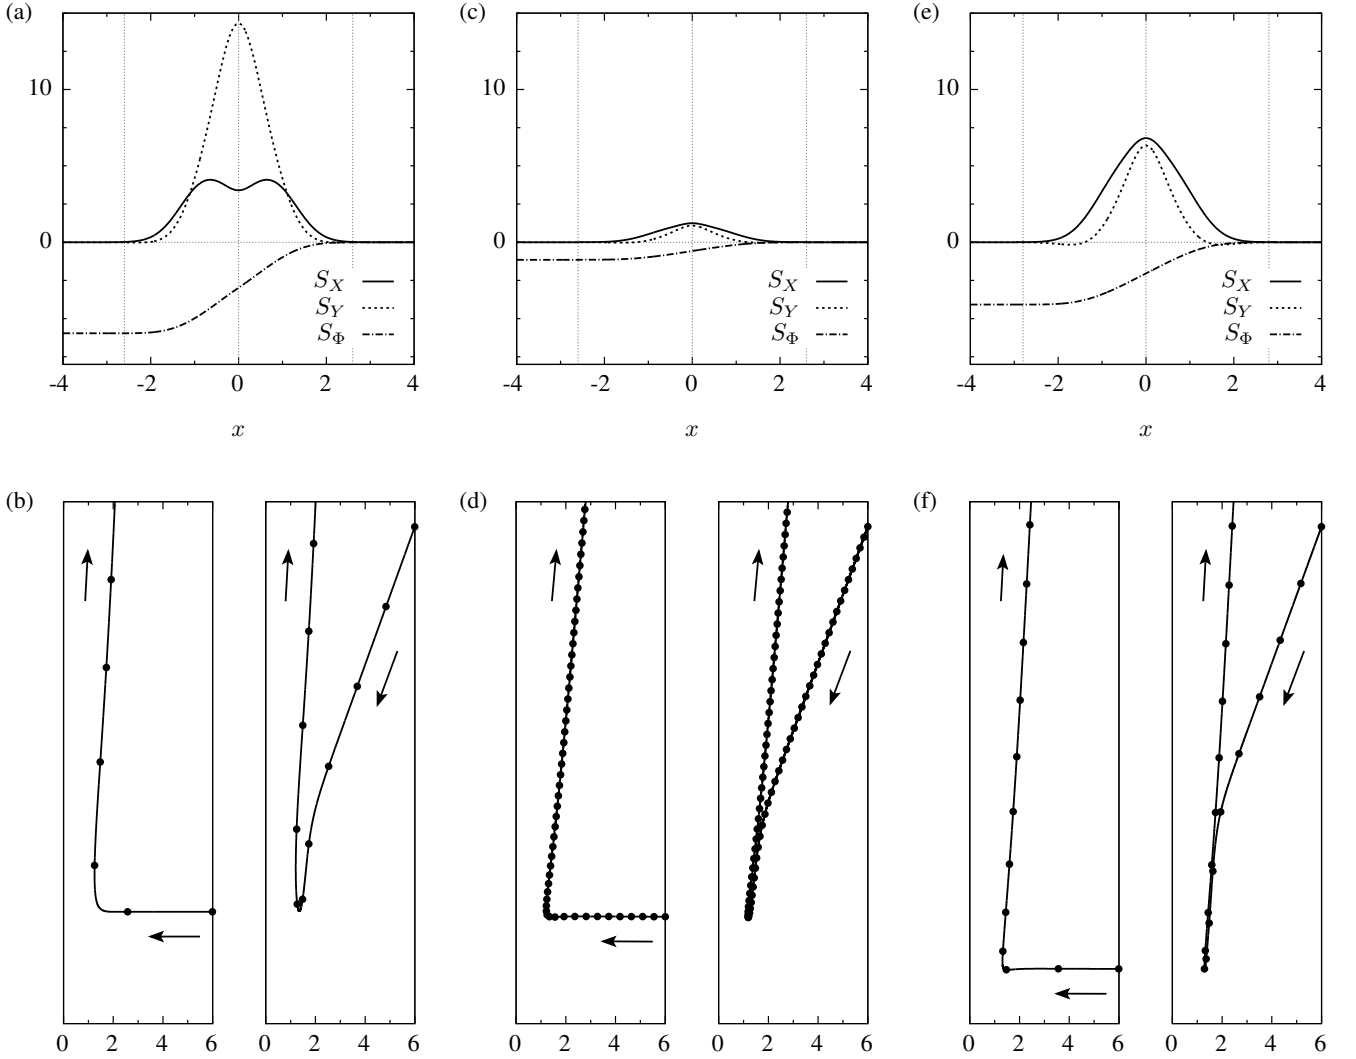 (a) (c) (e)
10 10 10
0 0 0
S_X S_X S_X
S_Y S_Y S_Y
S_Φ S_Φ S_Φ
-4 -2 0 2 4 -4 -2 0 2 4 -4 -2 0 2 4
x x x
(b) (d) (f)
0 2 4 6 0 2 4 6 0 2 4 6 0 2 4 6 0 2 4 6 0 2 4 6